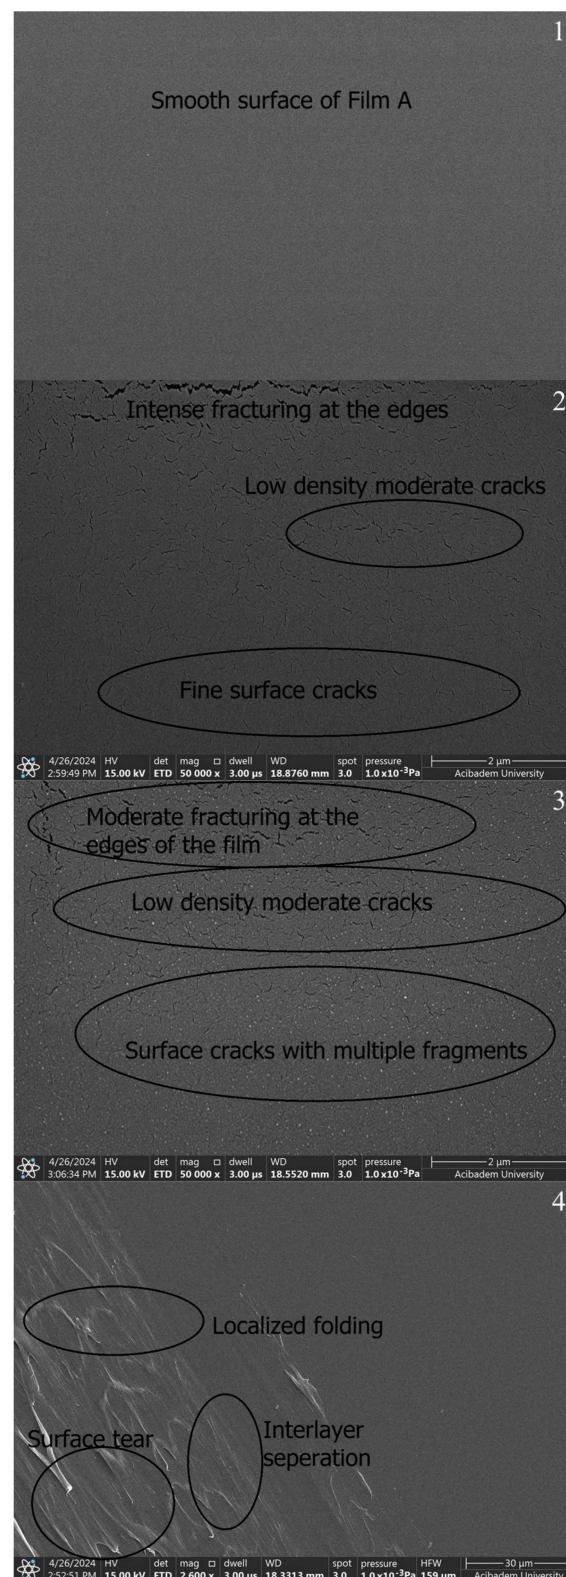 1
Smooth surface of Film A
2
Intense fracturing at the edges
Low density moderate cracks
Fine surface cracks
4/26/2024 HV det mag □ dwell WD spot pressure 2 µm
2:59:49 PM 15.00 kV ETD 50 000 x 3.00 µs 18.8760 mm 3.0 1.0x10⁻³Pa Acibadem University
3
Moderate fracturing at the
edges of the film
Low density moderate cracks
Surface cracks with multiple fragments
4/26/2024 HV det mag □ dwell WD spot pressure 2 µm
3:06:34 PM 15.00 kV ETD 50 000 x 3.00 µs 18.5520 mm 3.0 1.0x10⁻³Pa Acibadem University
4
Localized folding
Interlayer
seperation
Surface tear
4/26/2024 HV det mag □ dwell WD spot pressure HFW 30 µm
2:52:51 PM 15.00 kV ETD 2 600 x 3.00 µs 18.3313 mm 3.0 1.0x10⁻³Pa 159 µm Acibadem University